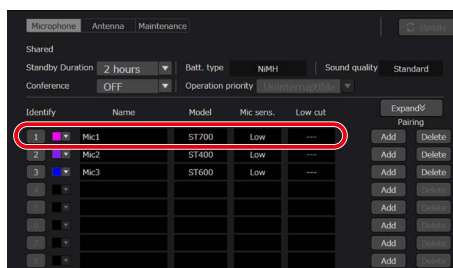 Microphone Antenna Maintenance Update
Shared
Standby Duration 2 hours Batt. type NiMH Sound quality Standard
Conference OFF Operation priority Uninterruptible
Identify Name Model Mic sens. Low cut Expand
Pairing
1 Mic1 ST700 Low --- Add Delete
2 Mic2 ST400 Low --- Add Delete
3 Mic3 ST600 Low --- Add Delete
4 Add Delete
5 Add Delete
6 Add Delete
7 Add Delete
8 Add Delete